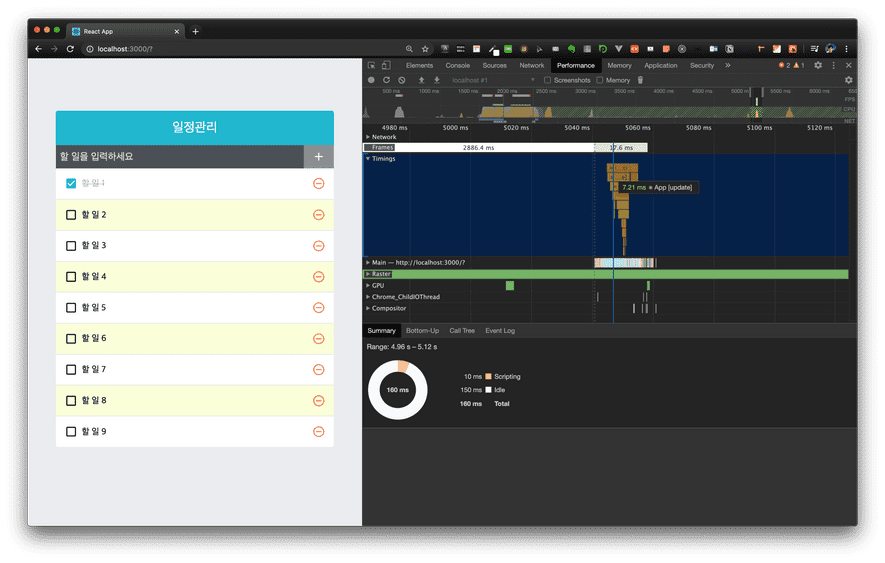 React App
localhost:3000/?
Elements Console Sources Network Performance Memory Application Security » 2 1
localhost #1 Screenshots Memory
500 ms 1000 ms 1500 ms 2000 ms 2500 ms 3000 ms 3500 ms 4000 ms 4500 ms 5000 ms 5500 ms 6000 ms
FPS
CPU
NET
4980 ms 5000 ms 5020 ms 5040 ms 5060 ms 5080 ms 5100 ms 5120 ms
Network
Frames 2886.4 ms 17.6 ms
Timings
7.21 ms App [update]
Main — http://localhost:3000/?
Raster
GPU
Chrome_ChildIOThread
Compositor
Summary Bottom-Up Call Tree Event Log
Range: 4.96 s – 5.12 s
10 ms Scripting
150 ms Idle
160 ms Total
160 ms
일정관리
할 일을 입력하세요 +
할 일 1
할 일 2
할 일 3
할 일 4
할 일 5
할 일 6
할 일 7
할 일 8
할 일 9